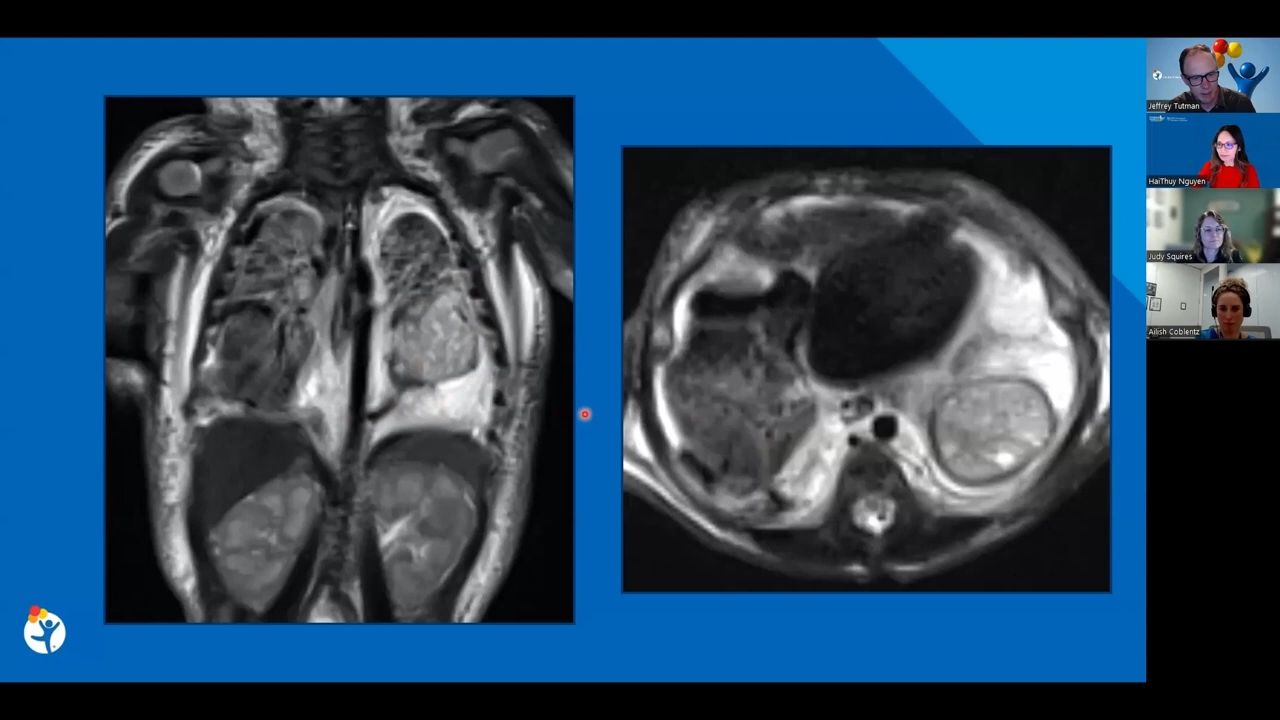 Jeffrey Tutman
HaiThuy Nguyen
Judy Squires
Ailish Coblentz